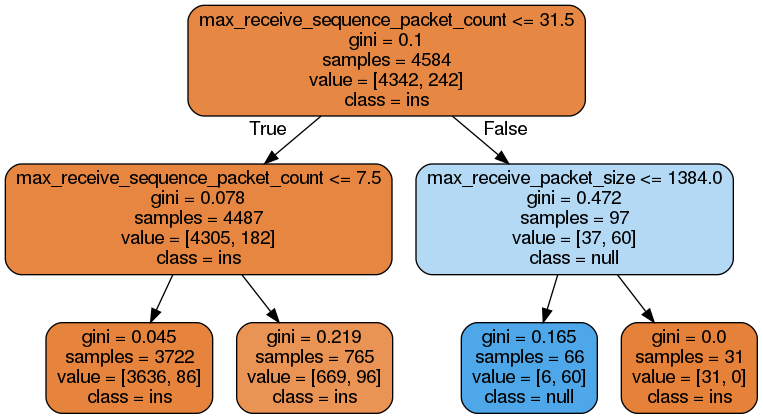 max_receive_sequence_packet_count <= 31.5
gini = 0.1
samples = 4584
value = [4342, 242]
class = ins
True
False
max_receive_sequence_packet_count <= 7.5
gini = 0.078
samples = 4487
value = [4305, 182]
class = ins
max_receive_packet_size <= 1384.0
gini = 0.472
samples = 97
value = [37, 60]
class = null
gini = 0.045
samples = 3722
value = [3636, 86]
class = ins
gini = 0.219
samples = 765
value = [669, 96]
class = ins
gini = 0.165
samples = 66
value = [6, 60]
class = null
gini = 0.0
samples = 31
value = [31, 0]
class = ins